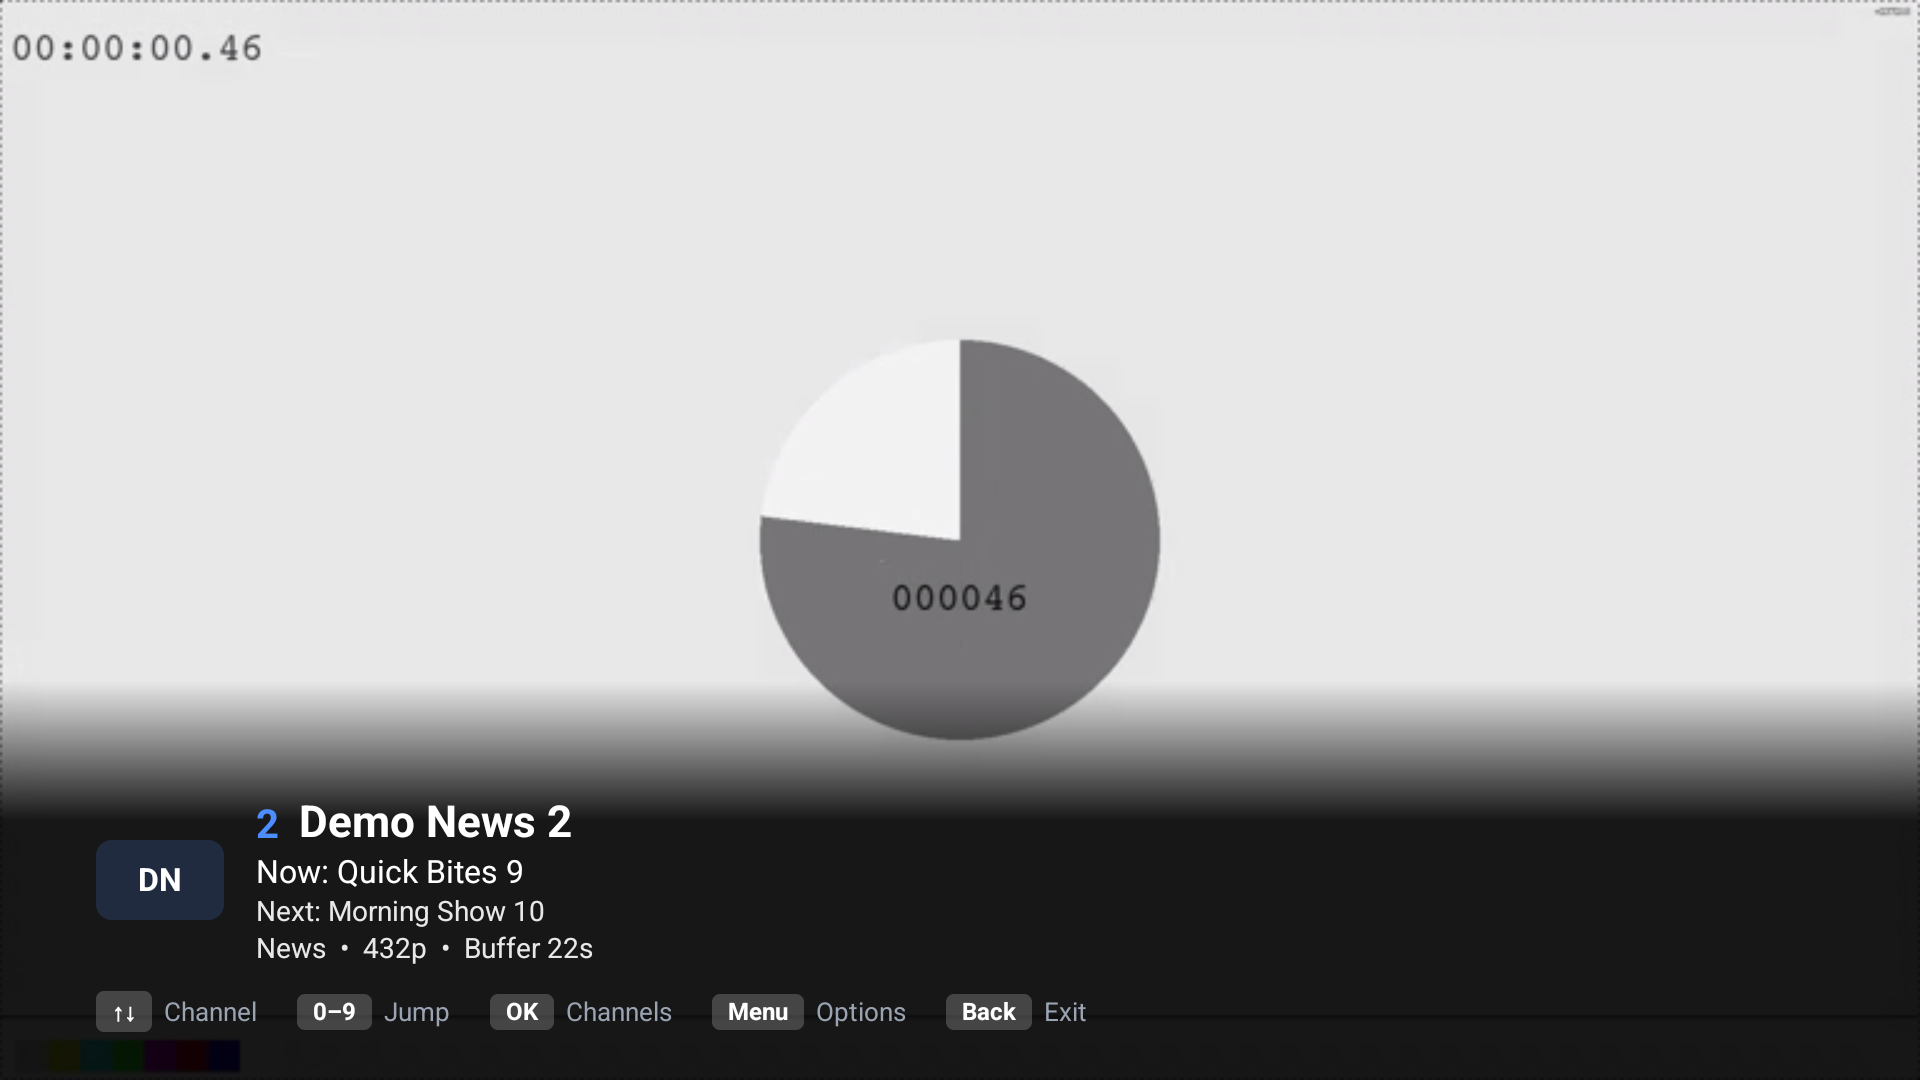 00:00:00.46
000046
2 Demo News 2
DN
Now: Quick Bites 9
Next: Morning Show 10
News • 432p • Buffer 22s
↑↓ Channel 0–9 Jump OK Channels Menu Options Back Exit